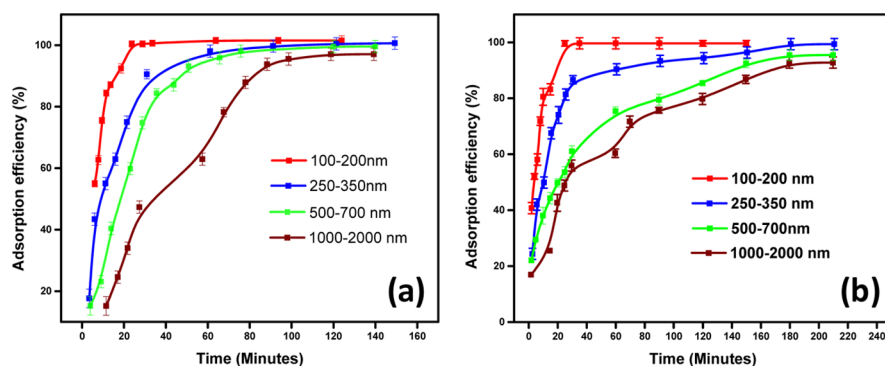 100
80
60
40
20
0 20 40 60 80 100 120 140 160
Adsorption efficiency (%)
Time (Minutes)
100-200nm
250-350nm
500-700 nm
1000-2000 nm
(a)
100
80
60
40
20
0
0 20 40 60 80 100 120 140 160 180 200 220 240
Adsorption efficiency (%)
Time (Minutes)
100-200 nm
250-350 nm
500-700nm
1000-2000 nm
(b)